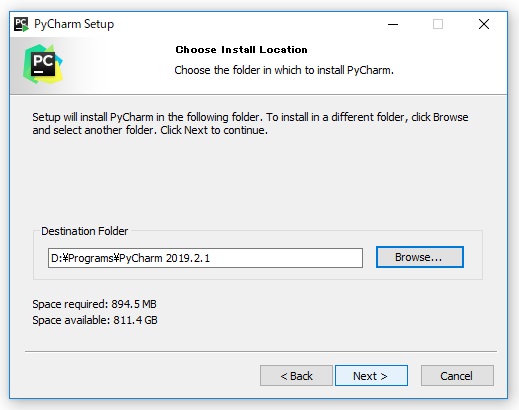 PC PyCharm Setup
PC
Choose Install Location
Choose the folder in which to install PyCharm.
Setup will install PyCharm in the following folder. To install in a different folder, click Browse
and select another folder. Click Next to continue.
Destination Folder
D:¥Programs¥PyCharm 2019.2.1
Browse...
Space required: 894.5 MB
Space available: 811.4 GB
< Back
Next >
Cancel